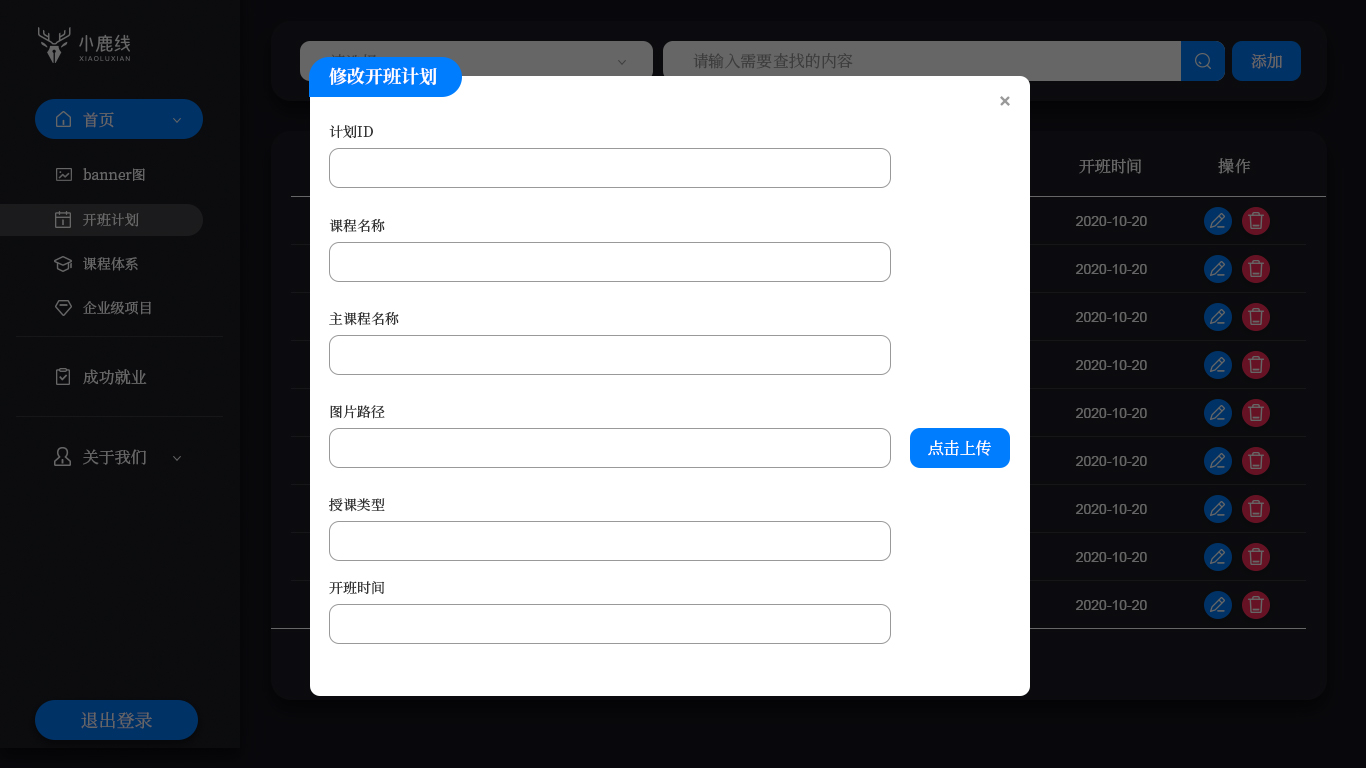 小鹿线
XIAOLUXIAN
首页
banner图
开班计划
课程体系
企业级项目
成功就业
关于我们
退出登录
请输入需要查找的内容
添加
修改开班计划
×
计划ID
课程名称
主课程名称
图片路径
点击上传
授课类型
开班时间
开班时间 操作
2020-10-20
2020-10-20
2020-10-20
2020-10-20
2020-10-20
2020-10-20
2020-10-20
2020-10-20
2020-10-20